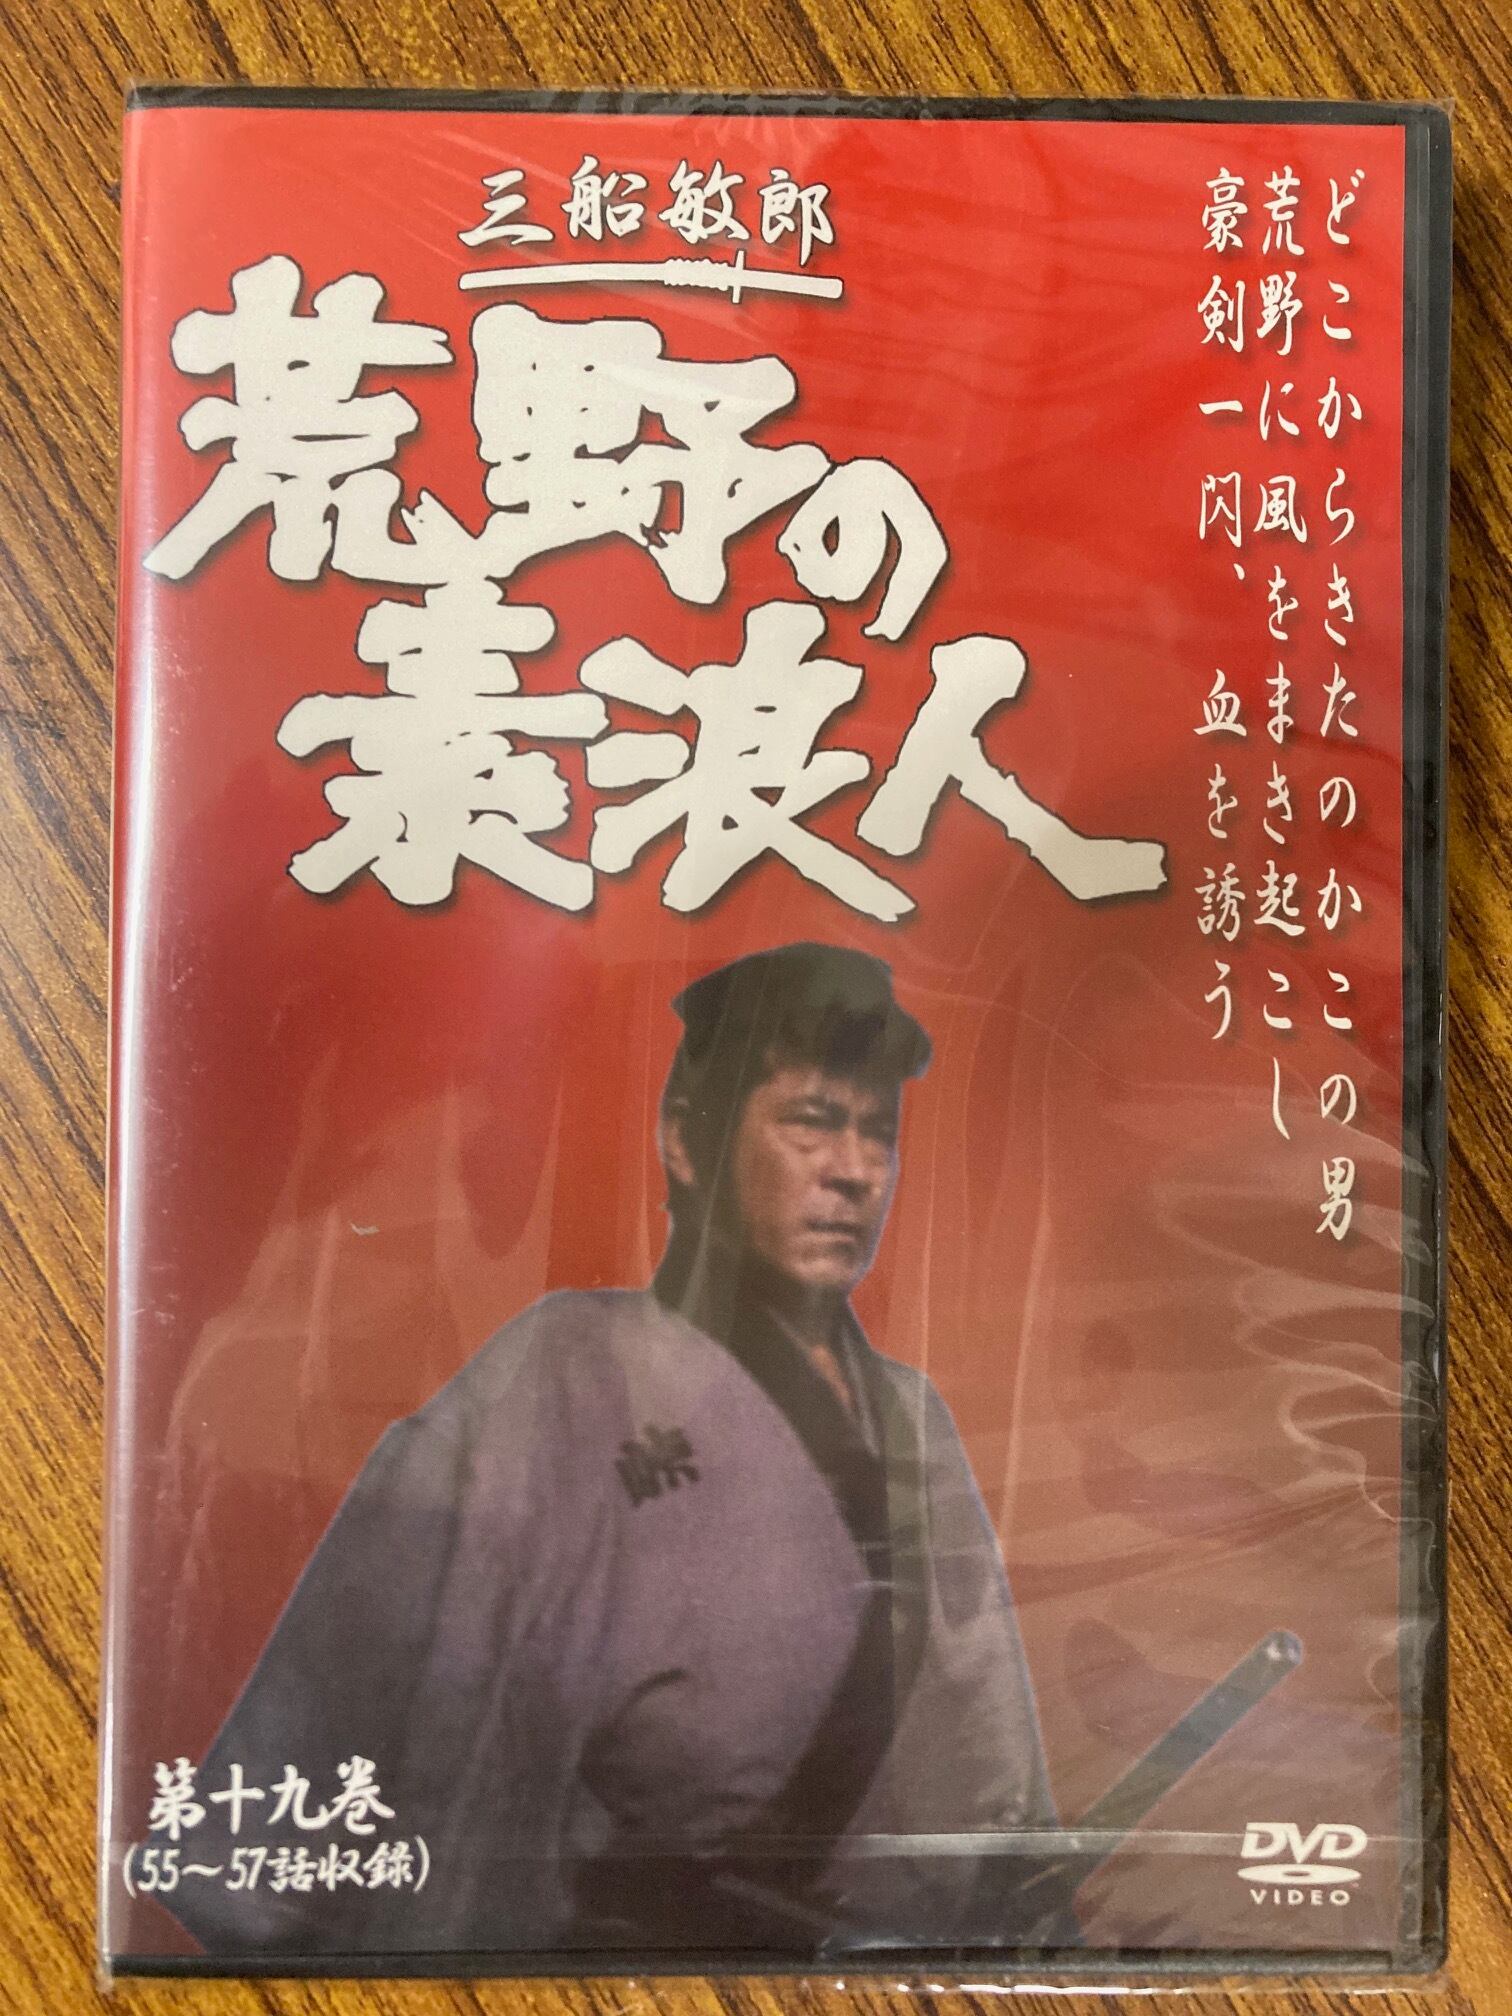 三船敏郎
荒野の
素浪人
どこからきたのかこの男
荒野に風をまき起こし
豪剣一閃、血を誘う
第十九巻
(55～57話収録)
DVD
VIDEO